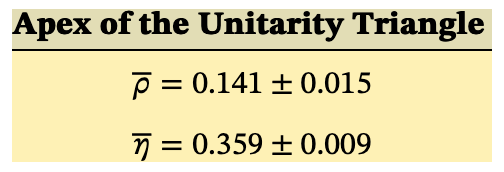 Apex of the Unitarity Triangle
ρ̅ = 0.141 ± 0.015
η̅ = 0.359 ± 0.009